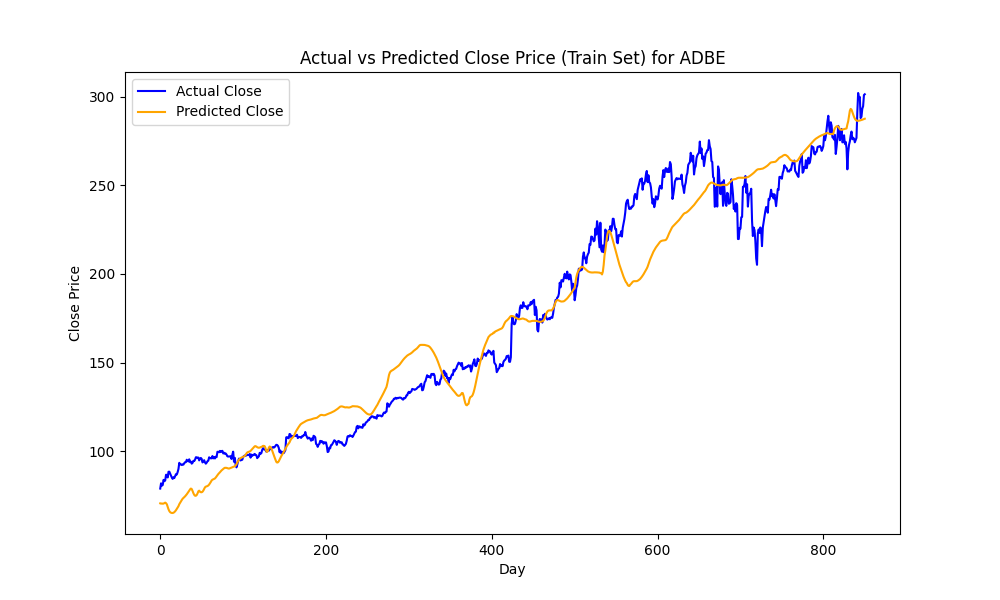 Actual vs Predicted Close Price (Train Set) for ADBE
Actual Close
Predicted Close
Close Price
300
250
200
150
100
0 200 400 600 800
Day